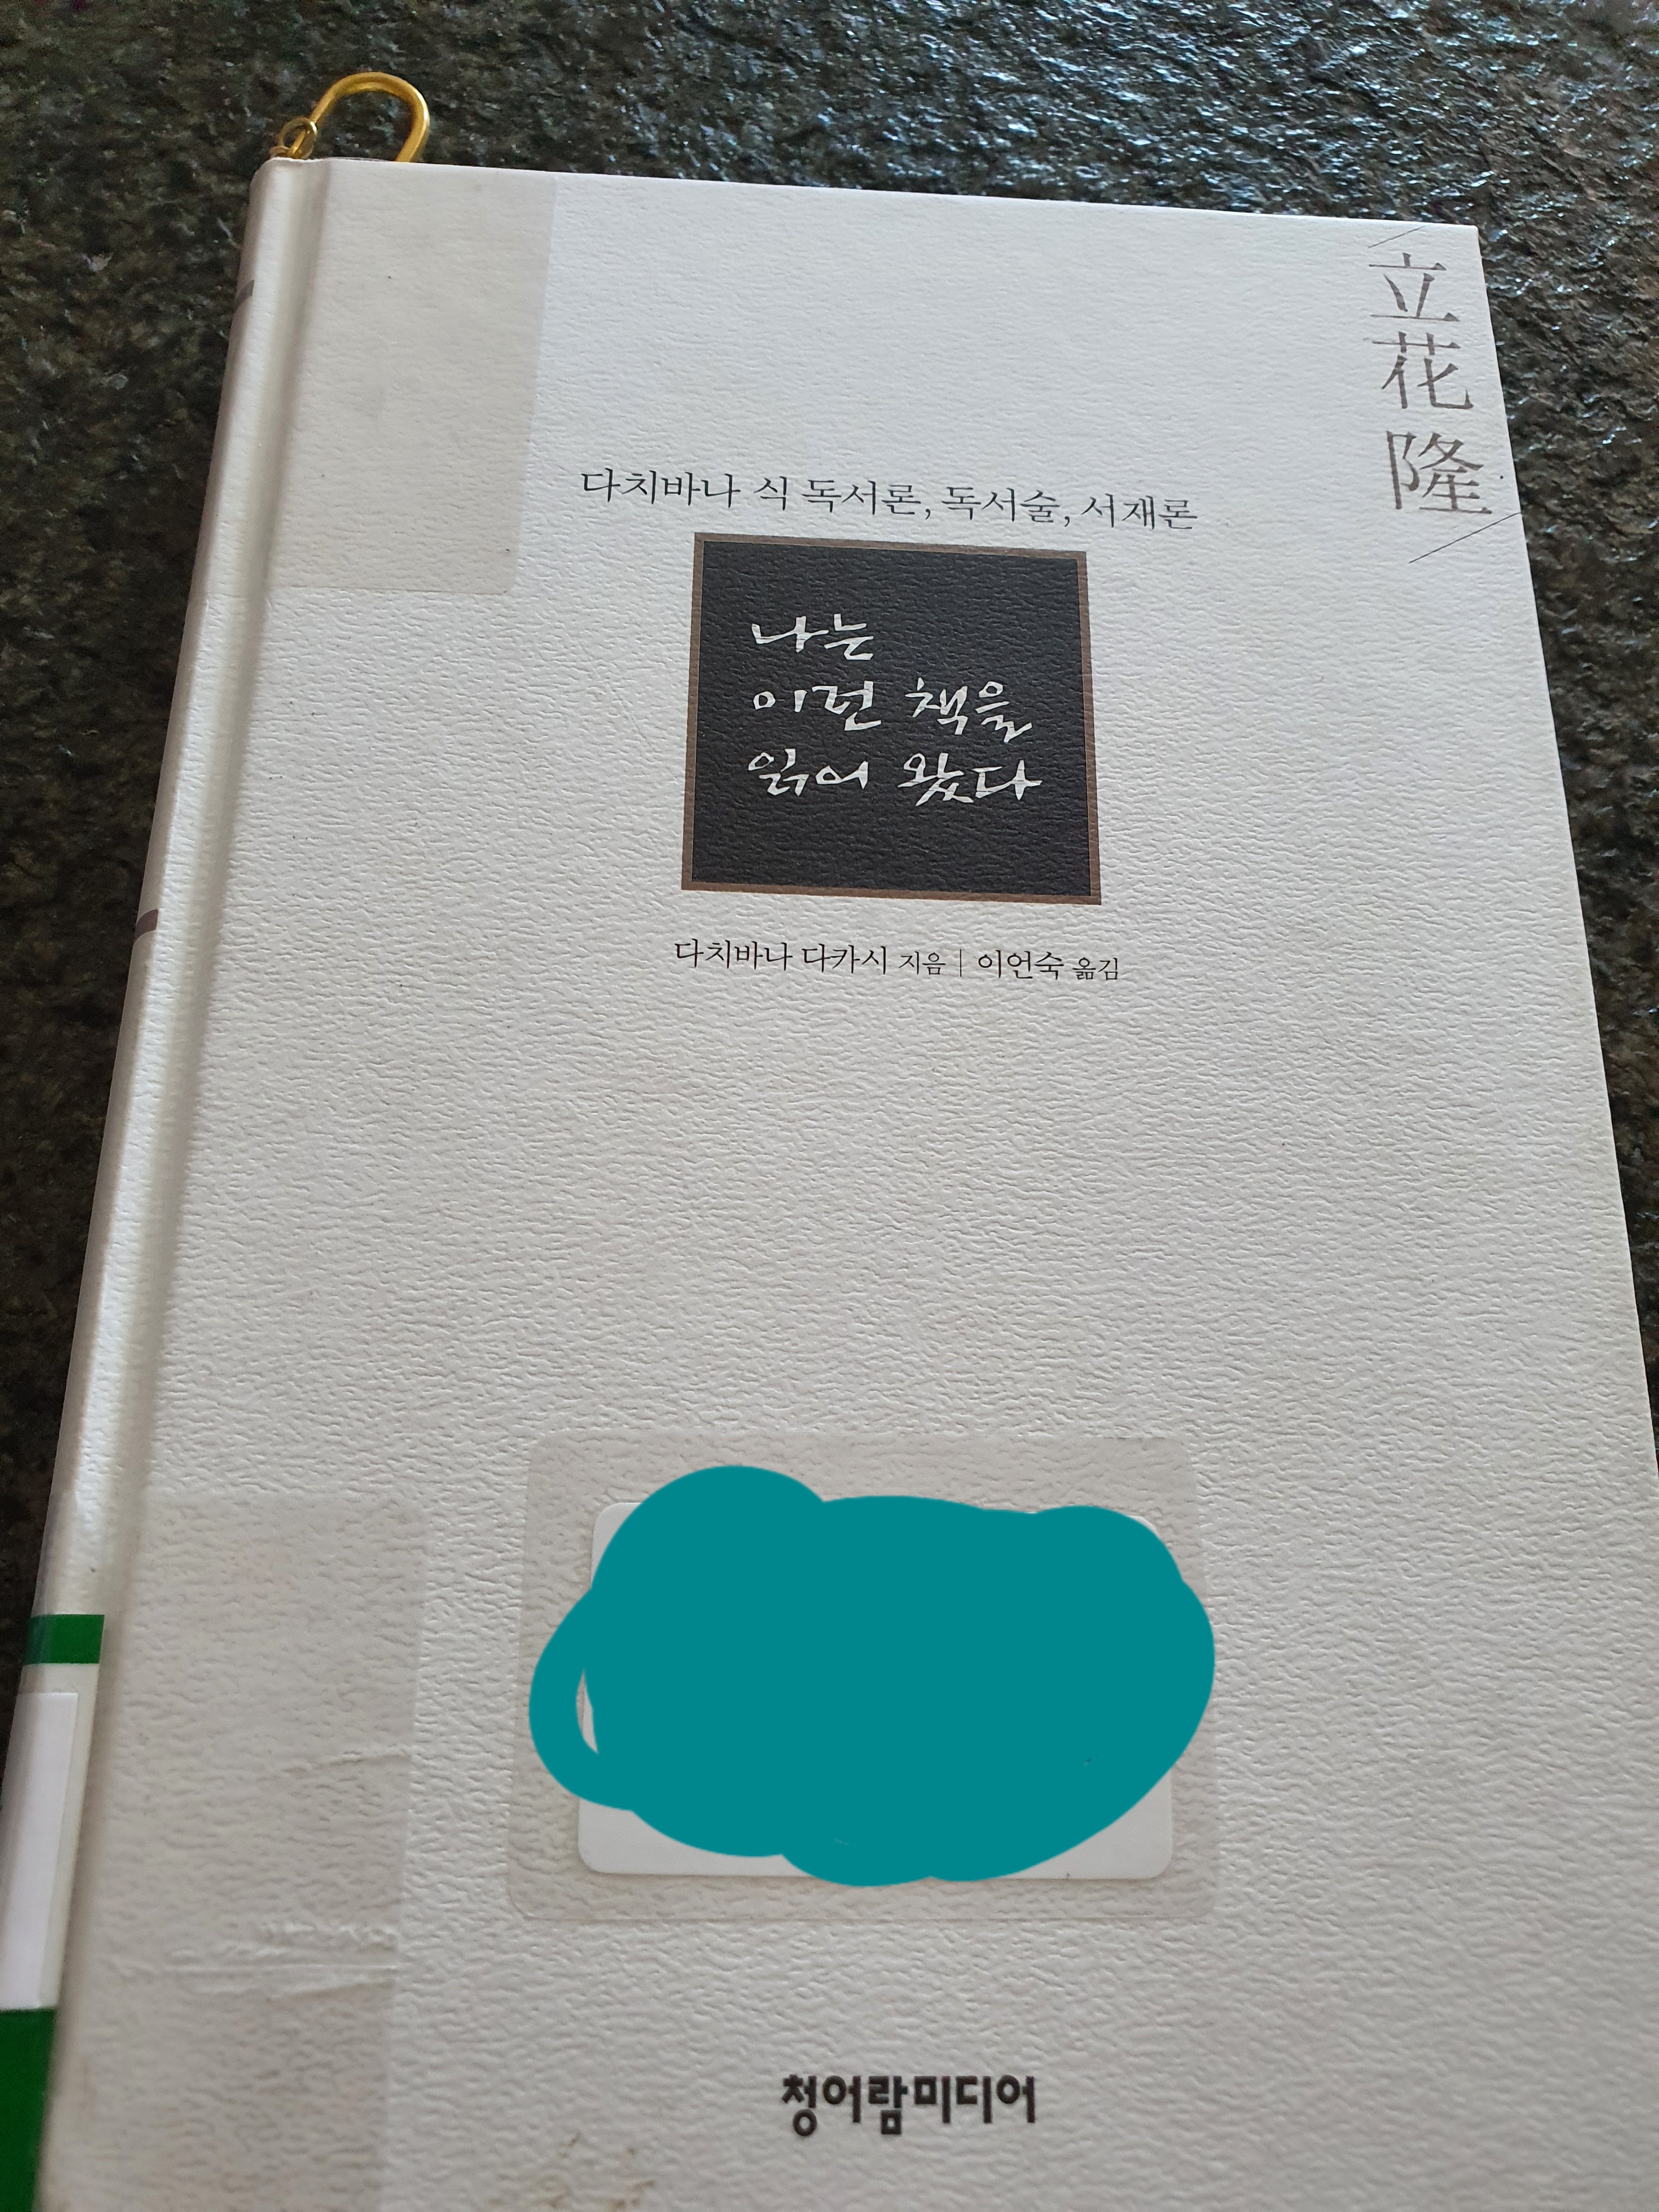 立花隆
다치바나 식 독서론, 독서술, 서재론
나는
이런 책을
읽어 왔다
다치바나 다카시 지음 | 이언숙 옮김
청어람미디어